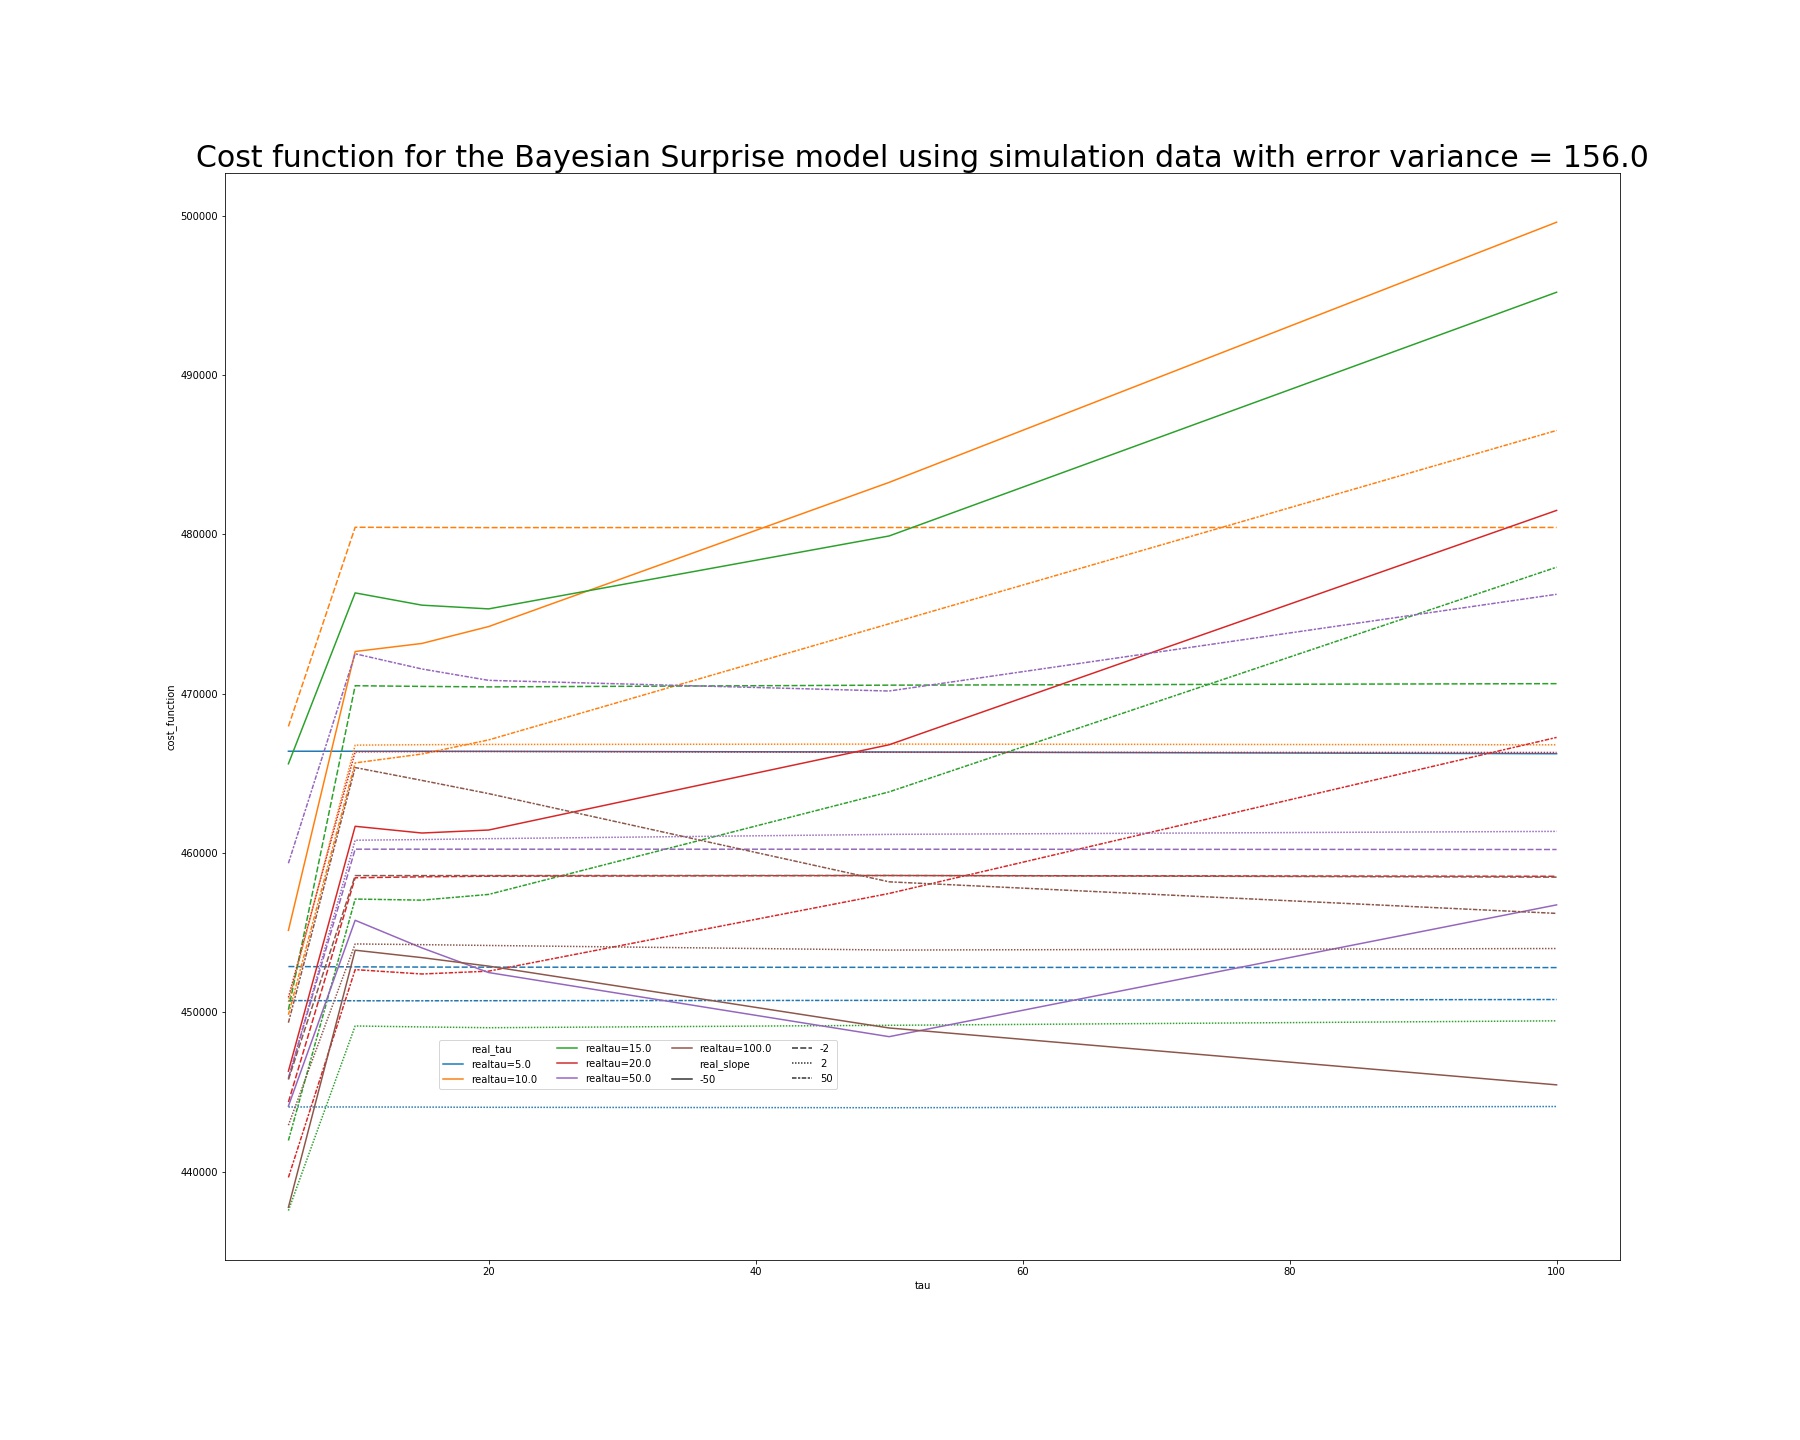 Cost function for the Bayesian Surprise model using simulation data with error variance = 156.0
500000
490000
480000
470000
460000
450000
440000
cost_function
real_tau
realtau=5.0
realtau=10.0
realtau=15.0
realtau=20.0
realtau=50.0
realtau=100.0
real_slope
-50
-2
2
50
20
40
60
80
100
tau